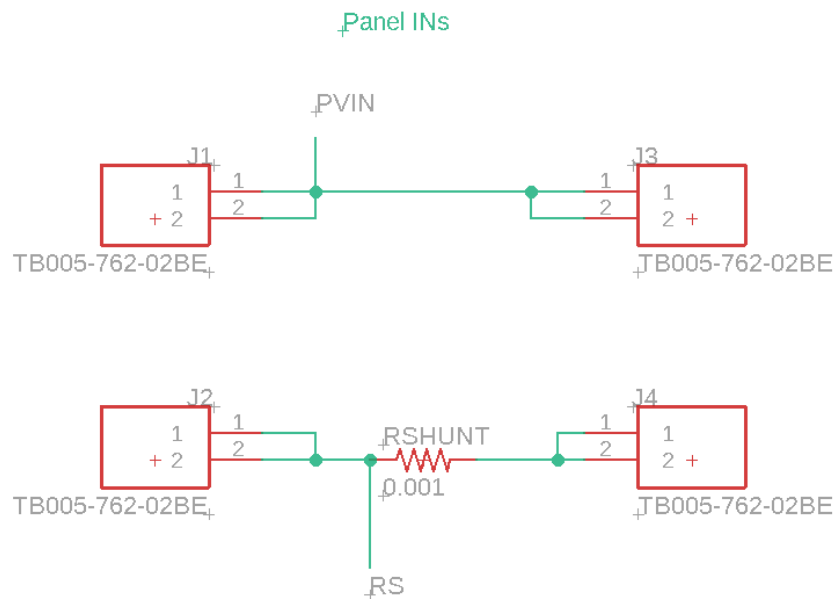 Panel INs
PVIN
J1
J3
1
1
1
1
2
2
2
2
TB005-762-02BE
TB005-762-02BE
J2
J4
RSHUNT
1
1
1
1
2
2
2
2
0.001
TB005-762-02BE
TB005-762-02BE
RS